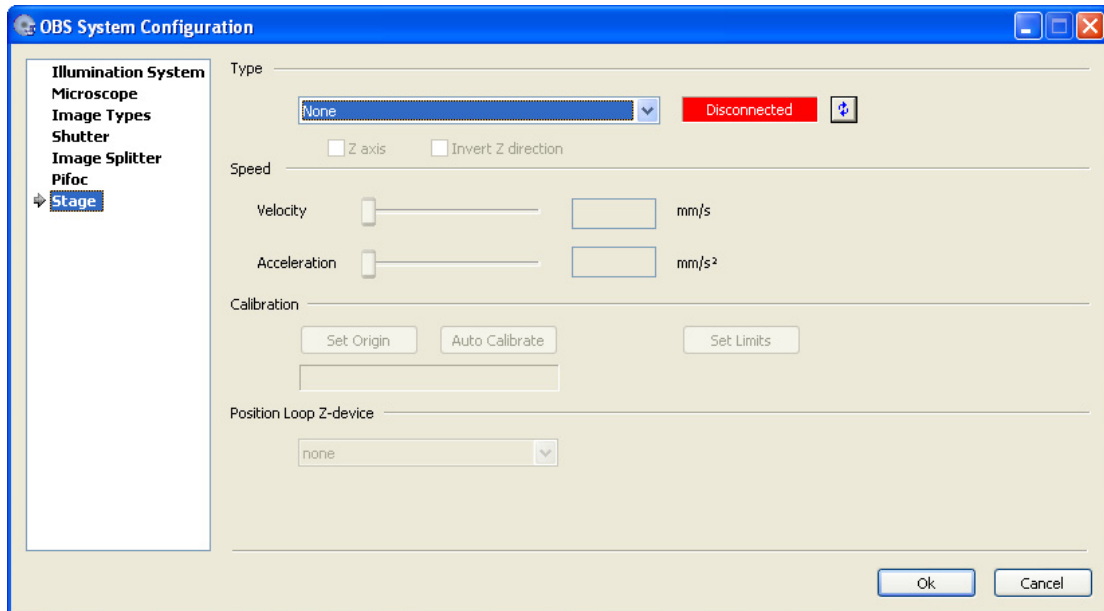 OBS System Configuration
Illumination System
Microscope
Image Types
Shutter
Image Splitter
Pifoc
Stage
Type
None
Disconnected
Z axis
Invert Z direction
Speed
Velocity
mm/s
Acceleration
mm/s²
Calibration
Set Origin
Auto Calibrate
Set Limits
Position Loop Z-device
none
Ok
Cancel